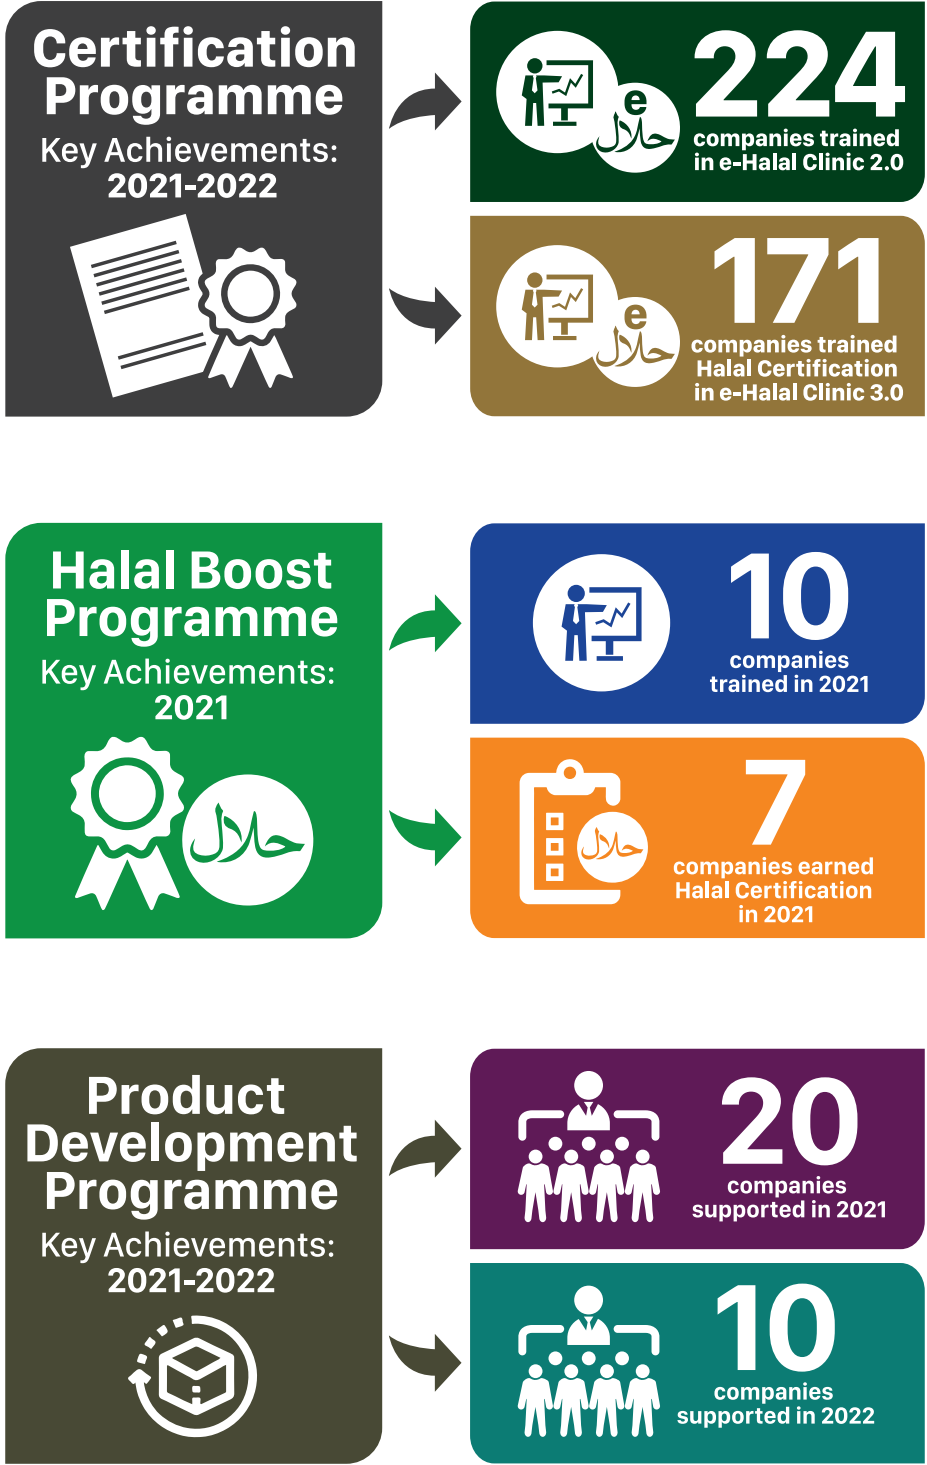 Certification
Programme
Key Achievements:
2021-2022
e
حلال
224
companies trained
in e-Halal Clinic 2.0
e
حلال
171
companies trained
Halal Certification
in e-Halal Clinic 3.0
Halal Boost
Programme
Key Achievements:
2021
حلال
10
companies
trained in 2021
حلال
7
companies earned
Halal Certification
in 2021
Product
Development
Programme
Key Achievements:
2021-2022
20
companies
supported in 2021
10
companies
supported in 2022